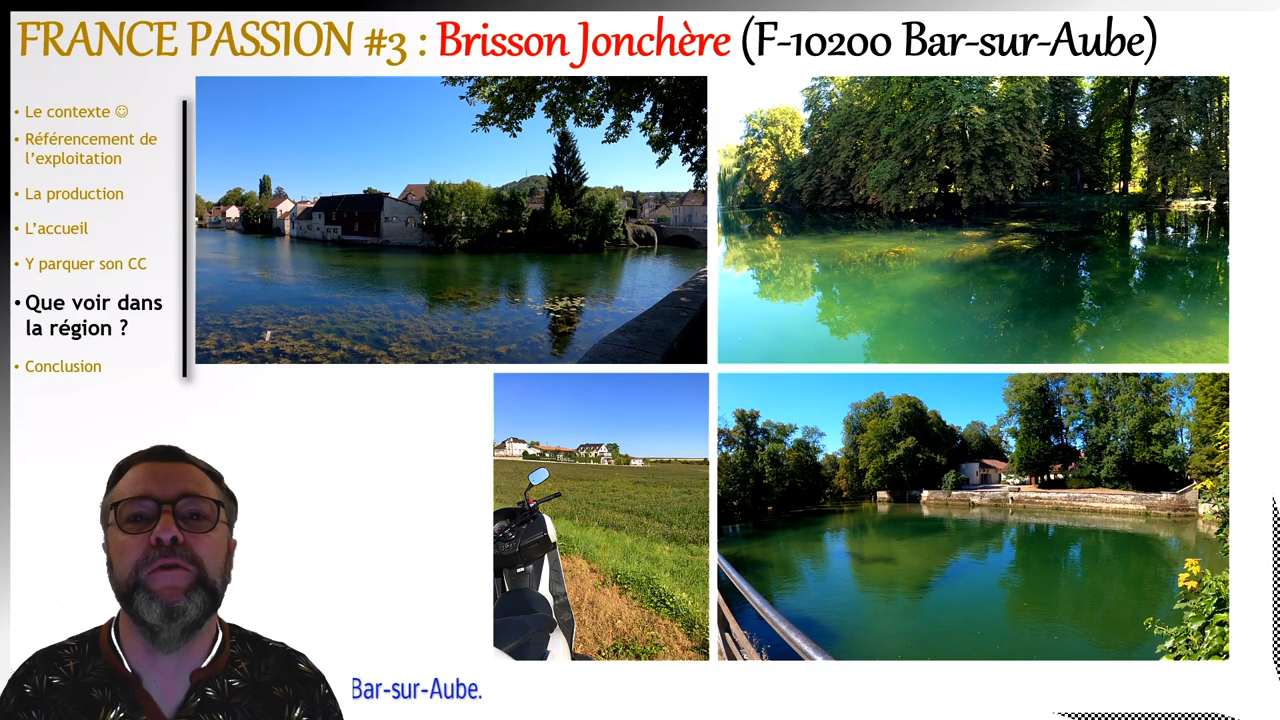 FRANCE PASSION #3 : Brisson Jonchère (F-10200 Bar-sur-Aube)
• Le contexte ☺
• Référencement de
l'exploitation
• La production
• L'accueil
• Y parquer son CC
• Que voir dans
la région ?
• Conclusion
Bar-sur-Aube.